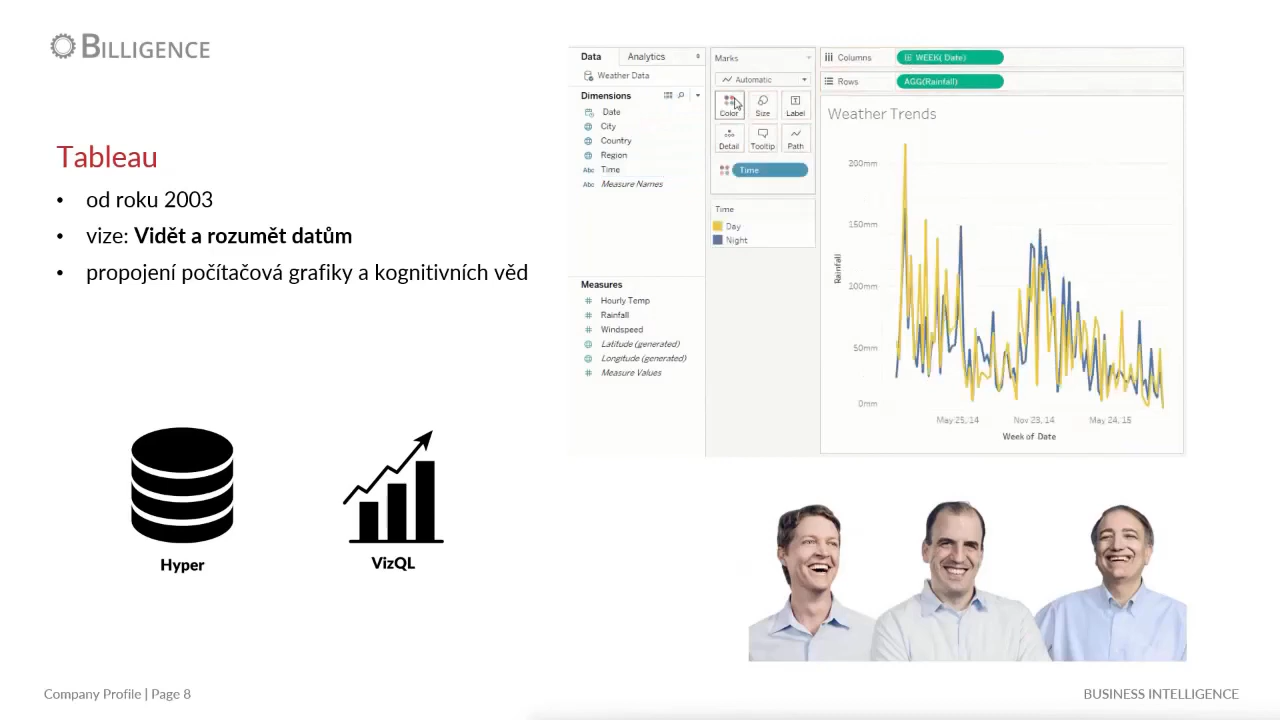 BILLIGENCE
Tableau
• od roku 2003
• vize: Vidět a rozumět datům
• propojení počítačová grafiky a kognitivních věd
Hyper
VizQL
Data
Analytics
Weather Data
Dimensions
Date
City
Country
Region
Abc Time
Abc Measure Names
Measures
# Hourly Temp
# Rainfall
# Windspeed
Latitude (generated)
Longitude (generated)
# Measure Values
Marks
Automatic
Color
Size
Label
Detail
Tooltip
Path
Time
Time
Day
Night
Columns
WEEK( Date)
Rows
AGG(Rainfall)
Weather Trends
200mm
150mm
100mm
50mm
0mm
Rainfall
May 25, 14
Nov 23, 14
May 24, 15
Week of Date
Company Profile | Page 8
BUSINESS INTELLIGENCE